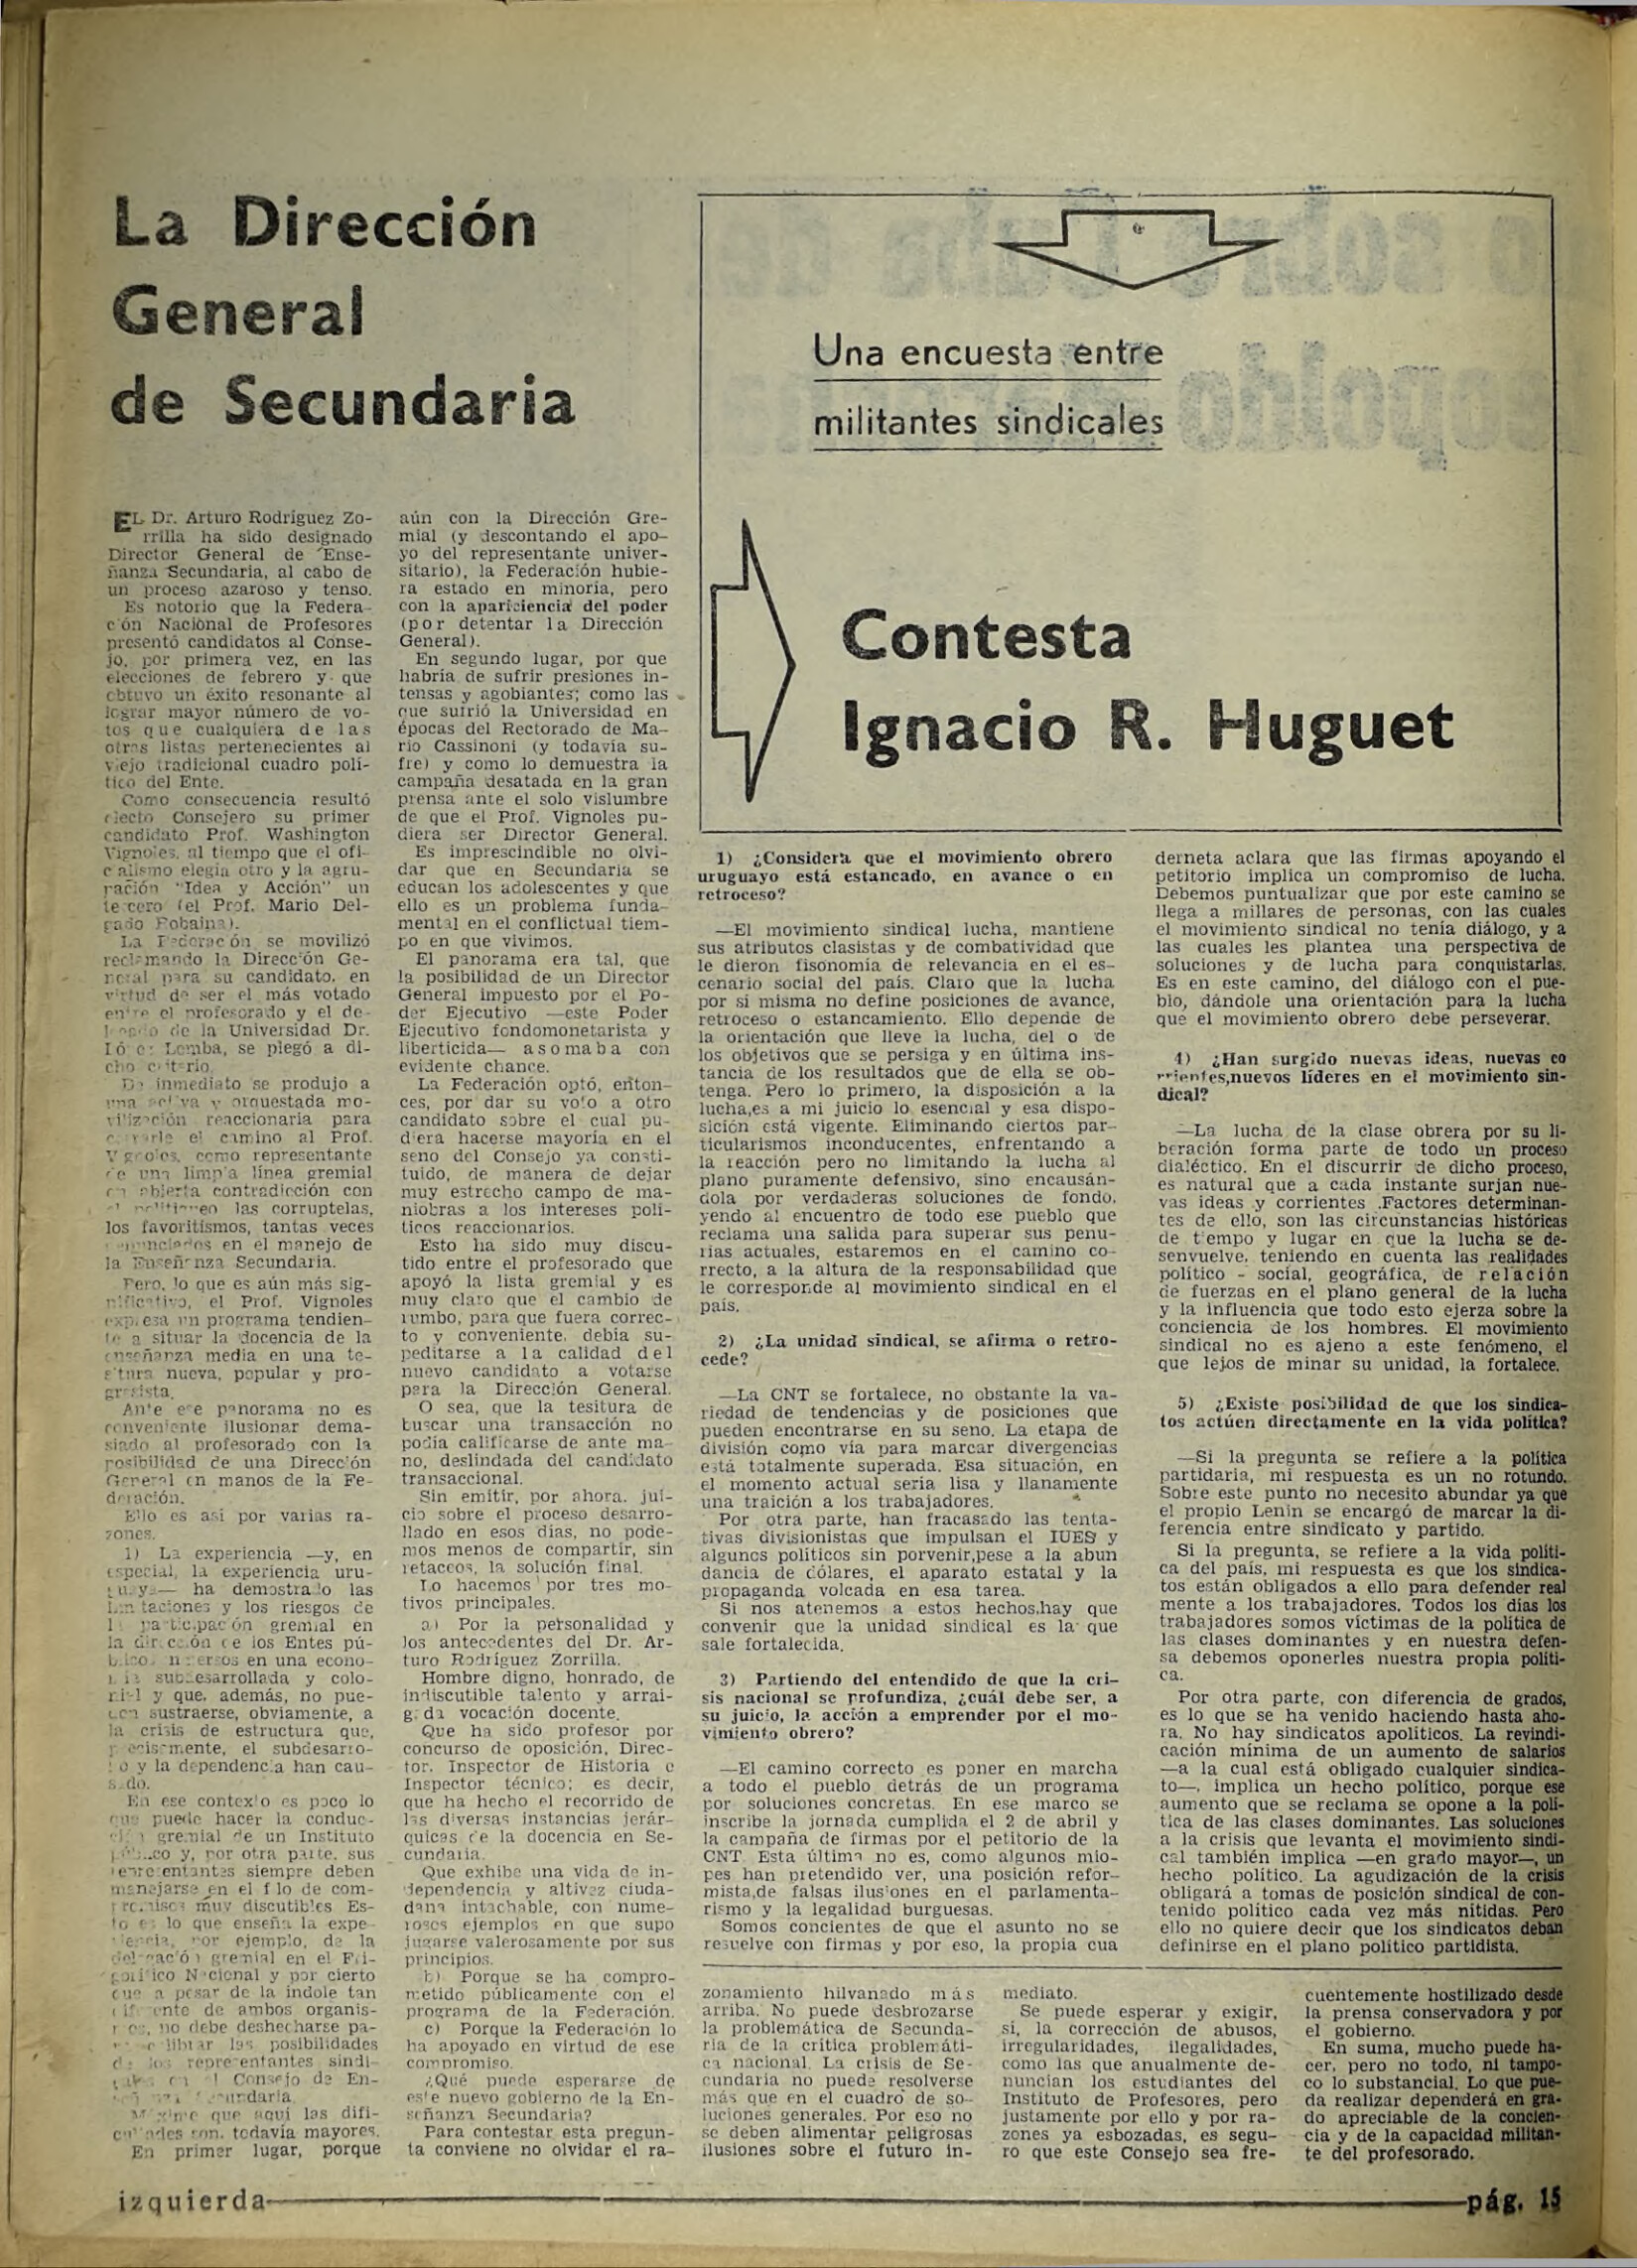 La Dirección
General
de Secundaria
EL Dr. Arturo Rodríguez Zo-
rrilla ha sido designado
Director General de Ense-
ñanza Secundaria, al cabo de
un proceso azaroso y tenso.
Es notorio que la Federa-
c ón Nacional de Profesores
presentó candidatos al Conse-
jo, por primera vez, en las
elecciones de febrero y que
obtuvo un éxito resonante al
lograr mayor número de vo-
tos que cualquiera de las
otras listas pertenecientes al
viejo tradicional cuadro polí-
tico del Ente.
Como consecuencia resultó
electo Consejero su primer
candidato Prof. Washington
Vignoles, al tiempo que el ofi-
c alismo elegía otro y la agru-
pación "Idea y Acción" un
tercero (el Prof. Mario Del-
gado Robaina).
La Federac ón se movilizó
reclamando la Direcc ón Ge-
neral para su candidato, en
virtud de ser el más votado
entre el profesorado y el de-
legado de la Universidad Dr.
Lomba, se plegó a di-
cho criterio.
De inmediato se produjo a
una y orquestada mo-
vilización reaccionaria para
cerrarle el camino al Prof.
Vignoles, como representante
de una limpia línea gremial
en abierta contradicción con
el politiqueo las corruptelas,
los favoritismos, tantas veces
denunciados en el manejo de
la Enseñanza Secundaria.
Pero, lo que es aún más sig-
nificativo, el Prof. Vignoles
expresa un programa tendien-
te a situar la docencia de la
enseñanza media en una te-
situra nueva, popular y pro-
gresista.
Ante ese panorama no es
conveniente ilusionar dema-
siado al profesorado con la
posibilidad de una Direcc ón
General en manos de la Fe-
deración.
Ello es así por varias ra-
zones.
1) La experiencia —y, en
especial, la experiencia uru-
guaya— ha demostrado las
limitaciones y los riesgos de
la participación gremial en
la dirección de los Entes pú-
blicos inmersos en una econo-
mía subdesarrollada y colo-
nial y que, además, no pue-
den sustraerse, obviamente, a
la crisis de estructura que,
precisamente, el subdesarro-
llo y la dependencia han cau-
sado.
En ese contexto es poco lo
que puede hacer la conduc-
ción gremial de un Instituto
público y, por otra parte, sus
representantes siempre deben
manejarse en el filo de com-
promisos muy discutibles Es-
to es lo que enseña la expe-
riencia, por ejemplo, de la
delegación gremial en el Fri-
gorífico Nacional y por cierto
que a pesar de la índole tan
diferente de ambos organis-
mos, no debe deshecharse pa-
ra calibrar las posibilidades
de los representantes sindi-
cales en el Consejo de En-
señanza Secundaria.
Máxime que aquí las difi-
cultades son, todavía mayores.
En primer lugar, porque
aún con la Dirección Gre-
mial (y descontando el apo-
yo del representante univer-
sitario), la Federación hubie-
ra estado en minoría, pero
con la apariciencia del poder
(por detentar la Dirección
General).
En segundo lugar, por que
habría de sufrir presiones in-
tensas y agobiantes; como las
que sufrió la Universidad en
épocas del Rectorado de Ma-
rio Cassinoni (y todavía su-
fre) y como lo demuestra la
campaña desatada en la gran
prensa ante el solo vislumbre
de que el Prof. Vignoles pu-
diera ser Director General.
Es imprescindible no olvi-
dar que en Secundaria se
educan los adolescentes y que
ello es un problema funda-
mental en el conflictual tiem-
po en que vivimos.
El panorama era tal, que
la posibilidad de un Director
General impuesto por el Po-
der Ejecutivo —este Poder
Ejecutivo fondomonetarista y
liberticida— asomaba con
evidente chance.
La Federación optó, enton-
ces, por dar su voto a otro
candidato sobre el cual pu-
diera hacerse mayoría en el
seno del Consejo ya consti-
tuido, de manera de dejar
muy estrecho campo de ma-
niobras a los intereses polí-
ticos reaccionarios.
Esto ha sido muy discu-
tido entre el profesorado que
apoyó la lista gremial y es
muy claro que el cambio de
rumbo, para que fuera correc-
to y conveniente, debía su-
peditarse a la calidad del
nuevo candidato a votarse
para la Dirección General.
O sea, que la tesitura de
buscar una transacción no
podía calificarse de ante ma-
no, deslindada del candidato
transaccional.
Sin emitir, por ahora, jui-
cio sobre el proceso desarro-
llado en esos días, no pode-
mos menos de compartir, sin
retaceos, la solución final.
Lo hacemos por tres mo-
tivos principales.
a) Por la personalidad y
los antecedentes del Dr. Ar-
turo Rodríguez Zorrilla.
Hombre digno, honrado, de
indiscutible talento y arrai-
gada vocación docente.
Que ha sido profesor por
concurso de oposición, Direc-
tor, Inspector de Historia e
Inspector técnico; es decir,
que ha hecho el recorrido de
las diversas instancias jerár-
quicas de la docencia en Se-
cundaria.
Que exhibe una vida de in-
dependencia y altivez ciuda-
dana intachable, con nume-
rosos ejemplos en que supo
jugarse valerosamente por sus
principios.
b) Porque se ha compro-
metido públicamente con el
programa de la Federación.
c) Porque la Federación lo
ha apoyado en virtud de ese
compromiso.
¿Qué puede esperarse de
este nuevo gobierno de la En-
señanza Secundaria?
Para contestar esta pregun-
ta conviene no olvidar el ra-
zonamiento hilvanado más
arriba. No puede desbrozarse
la problemática de Secunda-
ria de la crítica problemáti-
ca nacional. La crisis de Se-
cundaria no puede resolverse
más que en el cuadro de so-
luciones generales. Por eso no
se deben alimentar peligrosas
ilusiones sobre el futuro in-
mediato.
Se puede esperar y exigir,
sí, la corrección de abusos,
irregularidades, ilegalidades,
como las que anualmente de-
nuncian los estudiantes del
Instituto de Profesores, pero
justamente por ello y por ra-
zones ya esbozadas, es segu-
ro que este Consejo sea fre-
cuentemente hostilizado desde
la prensa conservadora y por
el gobierno.
En suma, mucho puede ha-
cer, pero no todo, ni tampo-
co lo substancial. Lo que pue-
da realizar dependerá en gra-
do apreciable de la concien-
cia y de la capacidad militan-
te del profesorado.
Una encuesta entre
militantes sindicales
Contesta
Ignacio R. Huguet
1) ¿Considera que el movimiento obrero
uruguayo está estancado, en avance o en
retroceso?
—El movimiento sindical lucha, mantiene
sus atributos clasistas y de combatividad que
le dieron fisonomía de relevancia en el es-
cenario social del país. Claro que la lucha
por si misma no define posiciones de avance,
retroceso o estancamiento. Ello depende de
la orientación que lleve la lucha, del o de
los objetivos que se persiga y en última ins-
tancia de los resultados que de ella se ob-
tenga. Pero lo primero, la disposición a la
lucha,es a mi juicio lo esencial y esa dispo-
sición está vigente. Eliminando ciertos par-
ticularismos inconducentes, enfrentando a
la reacción pero no limitando la lucha al
plano puramente defensivo, sino encausán-
dola por verdaderas soluciones de fondo,
yendo al encuentro de todo ese pueblo que
reclama una salida para superar sus penu-
rias actuales, estaremos en el camino co-
rrecto, a la altura de la responsabilidad que
le corresponde al movimiento sindical en el
país.
2) ¿La unidad sindical, se afirma o retro-
cede?
—La CNT se fortalece, no obstante la va-
riedad de tendencias y de posiciones que
pueden encontrarse en su seno. La etapa de
división como vía para marcar divergencias
está totalmente superada. Esa situación, en
el momento actual sería lisa y llanamente
una traición a los trabajadores.
Por otra parte, han fracasado las tenta-
tivas divisionistas que impulsan el IUES y
algunos políticos sin porvenir,pese a la abun
dancia de dólares, el aparato estatal y la
propaganda volcada en esa tarea.
Si nos atenemos a estos hechos,hay que
convenir que la unidad sindical es la que
sale fortalecida.
3) Partiendo del entendido de que la cri-
sis nacional se profundiza, ¿cuál debe ser, a
su juicio, la acción a emprender por el mo-
vimiento obrero?
—El camino correcto es poner en marcha
a todo el pueblo detrás de un programa
por soluciones concretas. En ese marco se
inscribe la jornada cumplida el 2 de abril y
la campaña de firmas por el petitorio de la
CNT. Esta última no es, como algunos mio-
pes han pretendido ver, una posición refor-
mista,de falsas ilusiones en el parlamenta-
rismo y la legalidad burguesas.
Somos concientes de que el asunto no se
resuelve con firmas y por eso, la propia cua
derneta aclara que las firmas apoyando el
petitorio implica un compromiso de lucha.
Debemos puntualizar que por este camino se
llega a millares de personas, con las cuales
el movimiento sindical no tenía diálogo, y a
las cuales les plantea una perspectiva de
soluciones y de lucha para conquistarlas.
Es en este camino, del diálogo con el pue-
blo, dándole una orientación para la lucha
que el movimiento obrero debe perseverar.
4) ¿Han surgido nuevas ideas, nuevas co
rrientes,nuevos líderes en el movimiento sin-
dical?
—La lucha de la clase obrera por su li-
beración forma parte de todo un proceso
dialéctico. En el discurrir de dicho proceso,
es natural que a cada instante surjan nue-
vas ideas y corrientes .Factores determinan-
tes de ello, son las circunstancias históricas
de tiempo y lugar en que la lucha se de-
senvuelve, teniendo en cuenta las realidades
político - social, geográfica, de relación
de fuerzas en el plano general de la lucha
y la influencia que todo esto ejerza sobre la
conciencia de los hombres. El movimiento
sindical no es ajeno a este fenómeno, el
que lejos de minar su unidad, la fortalece.
5) ¿Existe posibilidad de que los sindica-
tos actúen directamente en la vida política?
—Si la pregunta se refiere a la política
partidaria, mi respuesta es un no rotundo.
Sobre este punto no necesito abundar ya que
el propio Lenin se encargó de marcar la di-
ferencia entre sindicato y partido.
Si la pregunta, se refiere a la vida políti-
ca del país, mi respuesta es que los sindica-
tos están obligados a ello para defender real
mente a los trabajadores. Todos los días los
trabajadores somos víctimas de la política de
las clases dominantes y en nuestra defen-
sa debemos oponerles nuestra propia políti-
ca.
Por otra parte, con diferencia de grados,
es lo que se ha venido haciendo hasta aho-
ra. No hay sindicatos apolíticos. La revindi-
cación mínima de un aumento de salarios
—a la cual está obligado cualquier sindica-
to—, implica un hecho político, porque ese
aumento que se reclama se opone a la polí-
tica de las clases dominantes. Las soluciones
a la crisis que levanta el movimiento sindi-
cal también implica —en grado mayor—, un
hecho político. La agudización de la crisis
obligará a tomas de posición sindical de con-
tenido político cada vez más nítidas. Pero
ello no quiere decir que los sindicatos deban
definirse en el plano político partidista.
izquierda
pág. 15